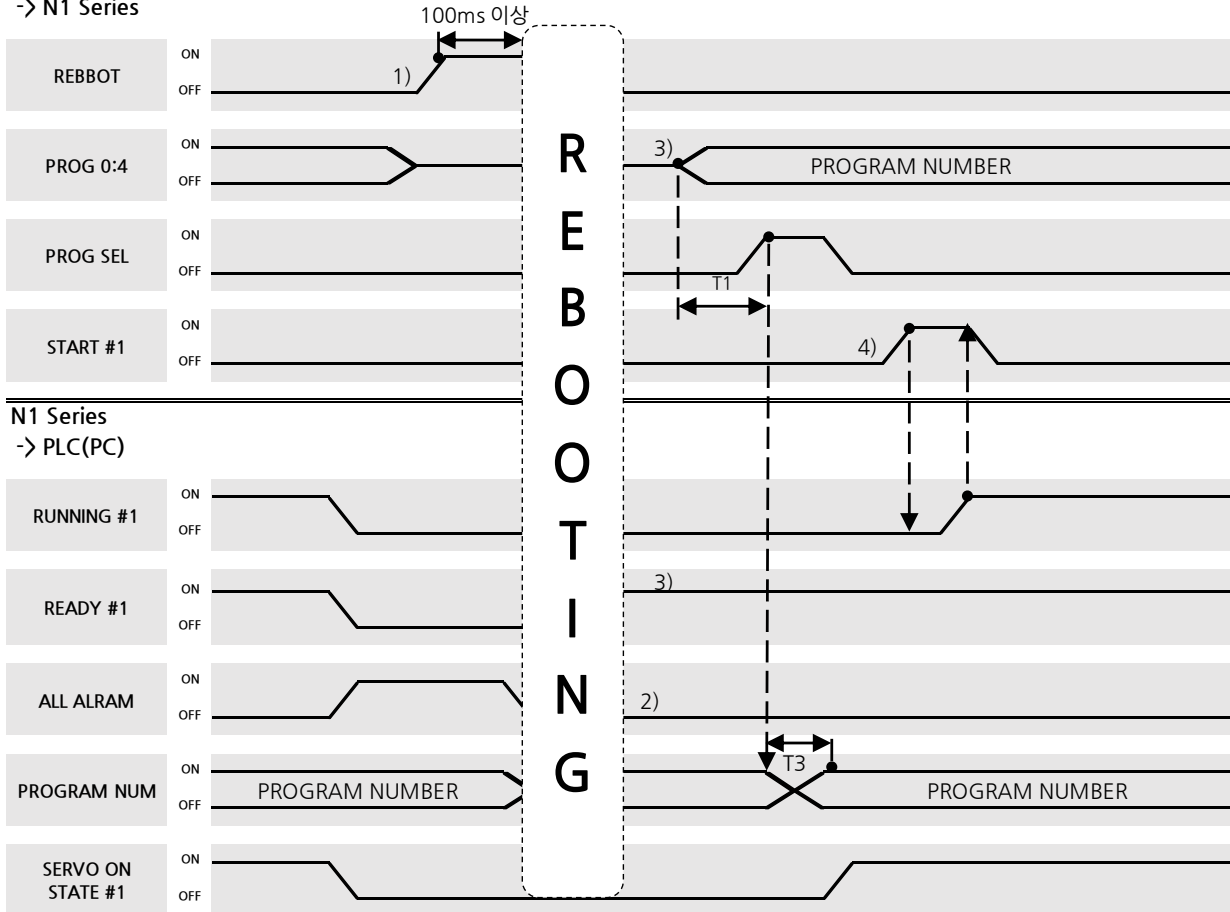 -> N1 Series
100ms 이상
REBBOT
ON
OFF
1)
PROG 0:4
ON
OFF
3)
PROGRAM NUMBER
PROG SEL
ON
OFF
T1
START #1
ON
OFF
4)
REBOOTING
N1 Series
-> PLC(PC)
RUNNING #1
ON
OFF
READY #1
ON
OFF
3)
ALL ALRAM
ON
OFF
2)
PROGRAM NUM
ON
OFF
PROGRAM NUMBER
T3
PROGRAM NUMBER
SERVO ON
STATE #1
ON
OFF